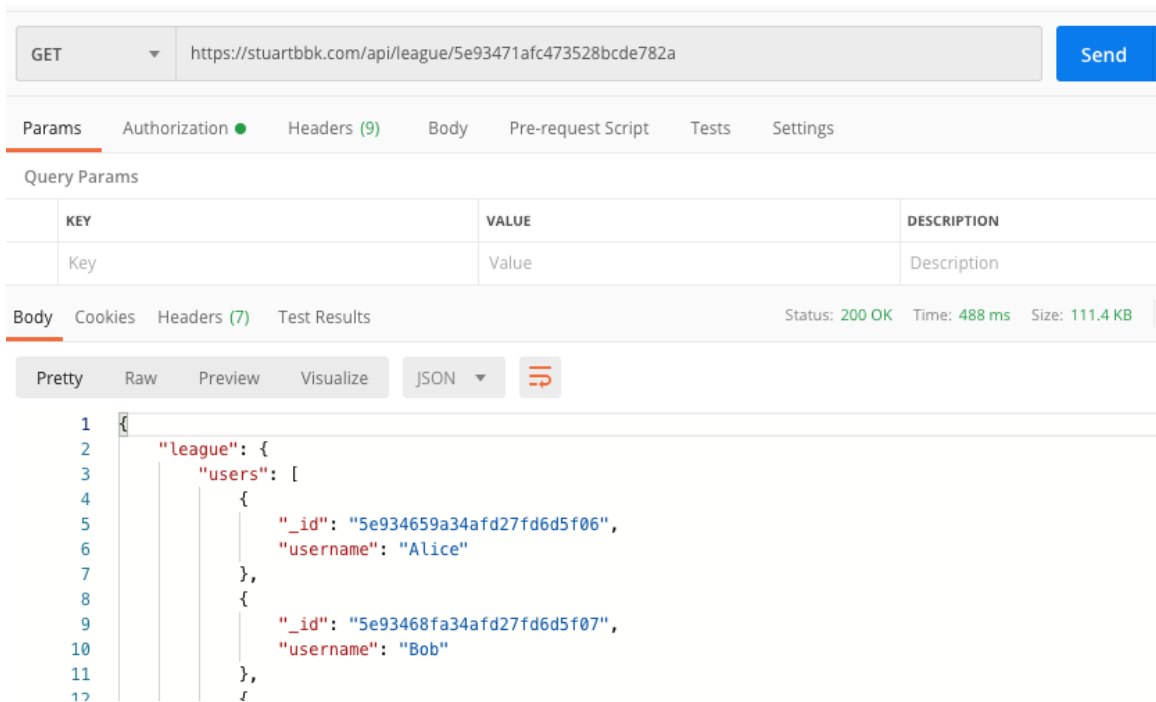 GET https://stuartbbk.com/api/league/5e93471afc473528bcde782a Send
Params Authorization Headers (9) Body Pre-request Script Tests Settings
Query Params
KEY VALUE DESCRIPTION
Key Value Description
Body Cookies Headers (7) Test Results Status: 200 OK Time: 488 ms Size: 111.4 KB
Pretty Raw Preview Visualize JSON
1 {
2 "league": {
3 "users": [
4 {
5 "_id": "5e934659a34afd27fd6d5f06",
6 "username": "Alice"
7 },
8 {
9 "_id": "5e93468fa34afd27fd6d5f07",
10 "username": "Bob"
11 },
12 {